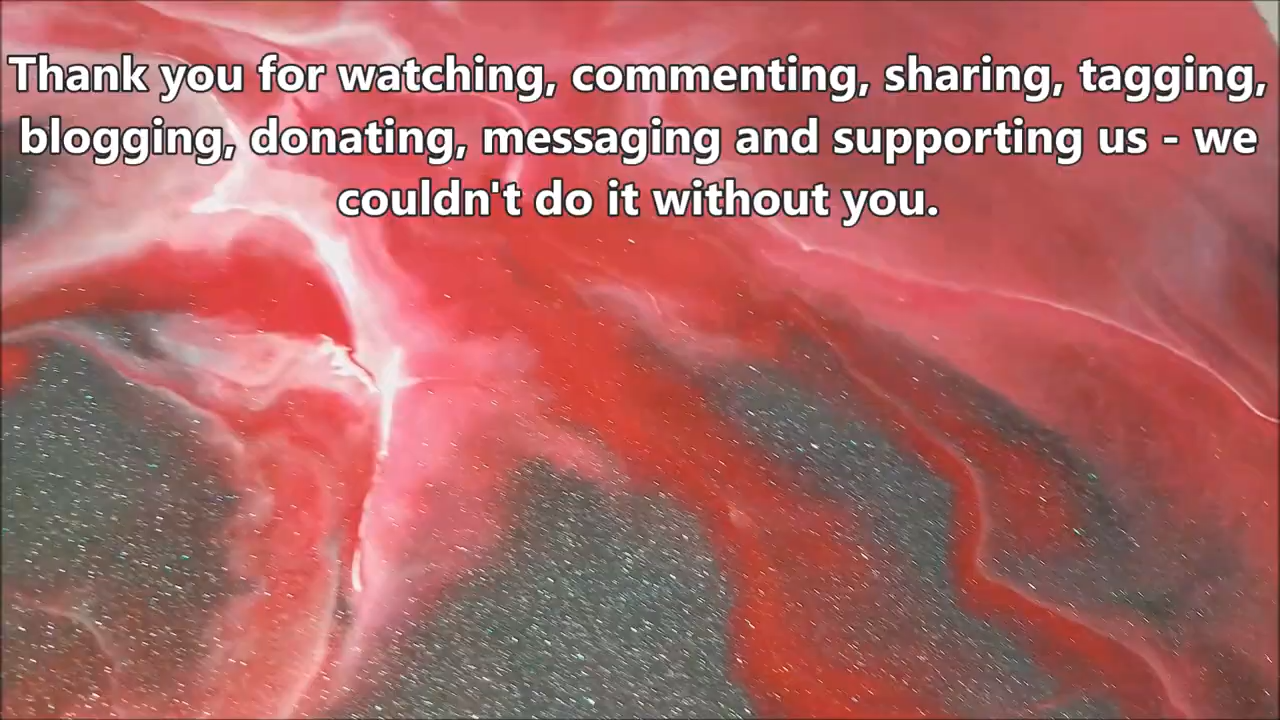 Thank you for watching, commenting, sharing, tagging,
blogging, donating, messaging and supporting us - we
couldn't do it without you.